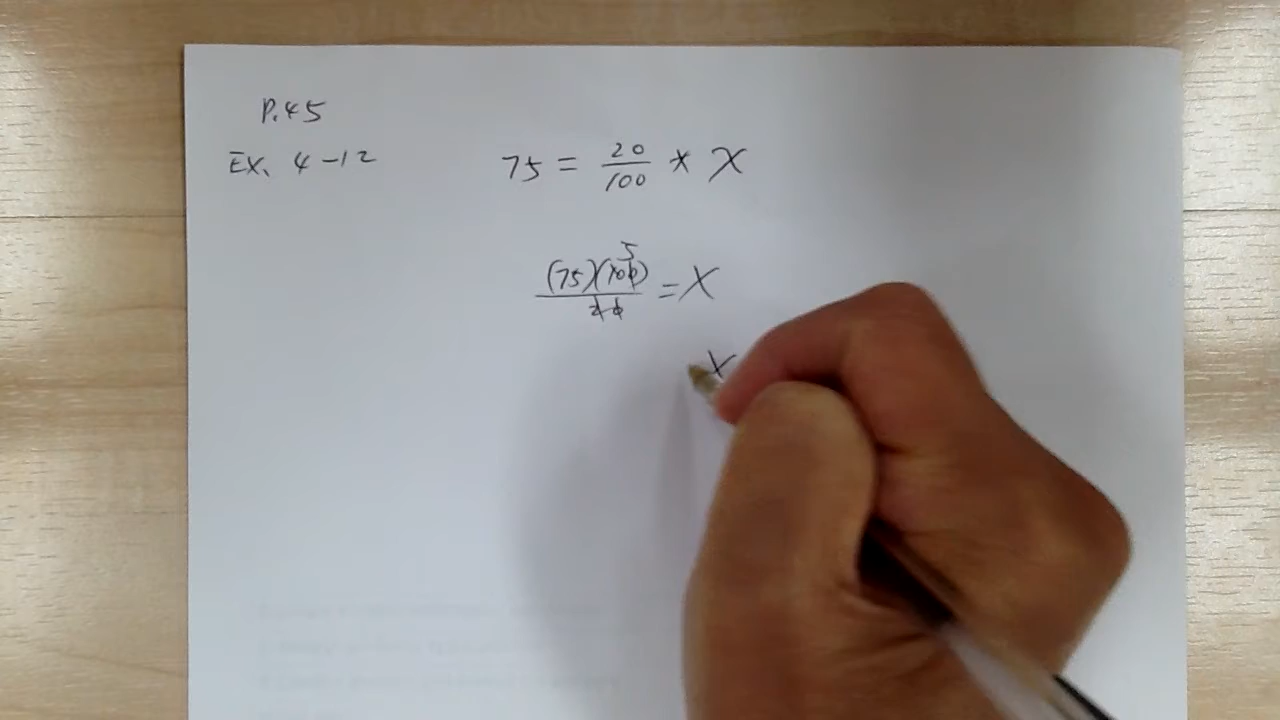 P.45
EX. 4-12
75 = 20/100 * X
(75)(100)/20 = X
5
X